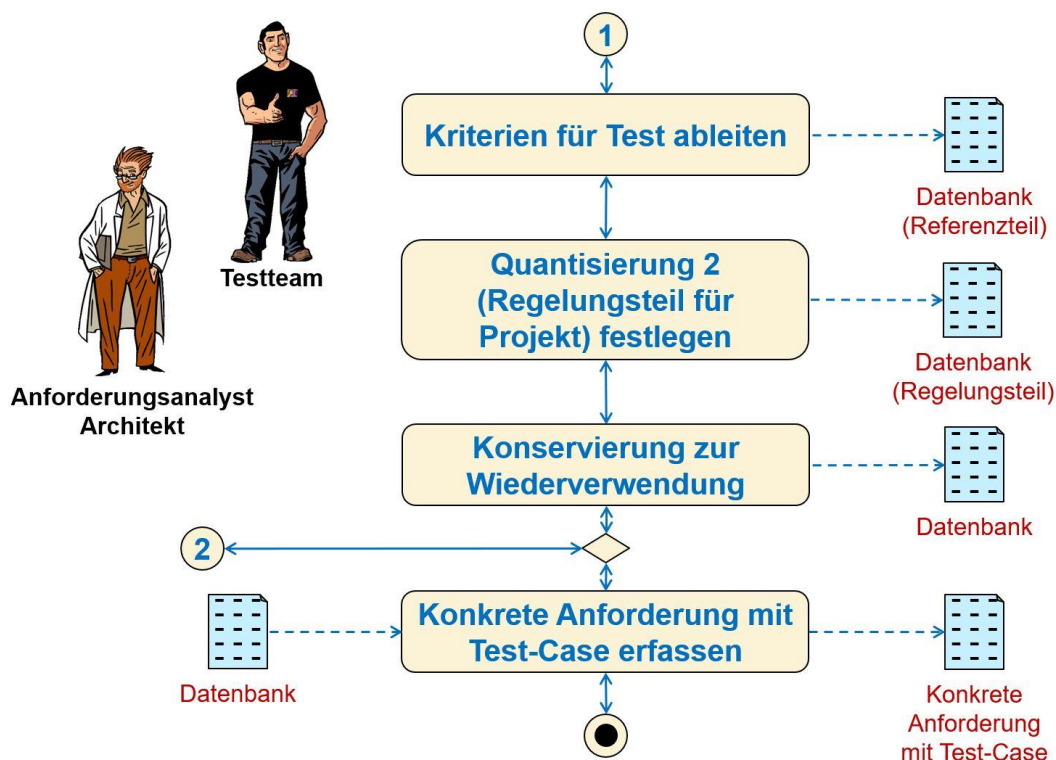 1
Kriterien für Test ableiten
Datenbank
(Referenzteil)
Testteam
Quantisierung 2
(Regelungsteil für
Projekt) festlegen
Datenbank
(Regelungsteil)
Anforderungsanalyst
Architekt
Konservierung zur
Wiederverwendung
Datenbank
2
Konkrete Anforderung mit
Test-Case erfassen
Datenbank
Konkrete
Anforderung
mit Test-Case